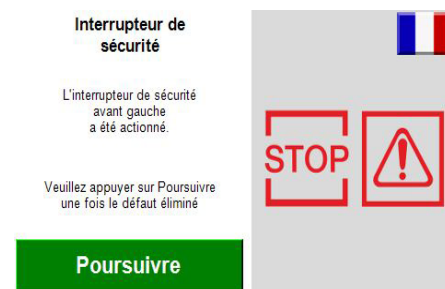 Interrupteur de
sécurité
L'interrupteur de sécurité
avant gauche
a été actionné.
STOP
Veuillez appuyer sur Poursuivre
une fois le défaut éliminé
Poursuivre